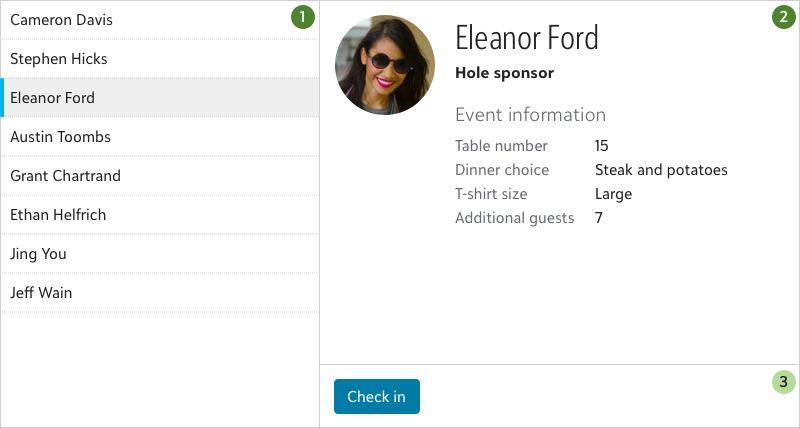 Cameron Davis
Stephen Hicks
Eleanor Ford
Austin Toombs
Grant Chartrand
Ethan Helfrich
Jing You
Jeff Wain
1
Eleanor Ford
Hole sponsor
Event information
Table number 15
Dinner choice Steak and potatoes
T-shirt size Large
Additional guests 7
2
Check in
3